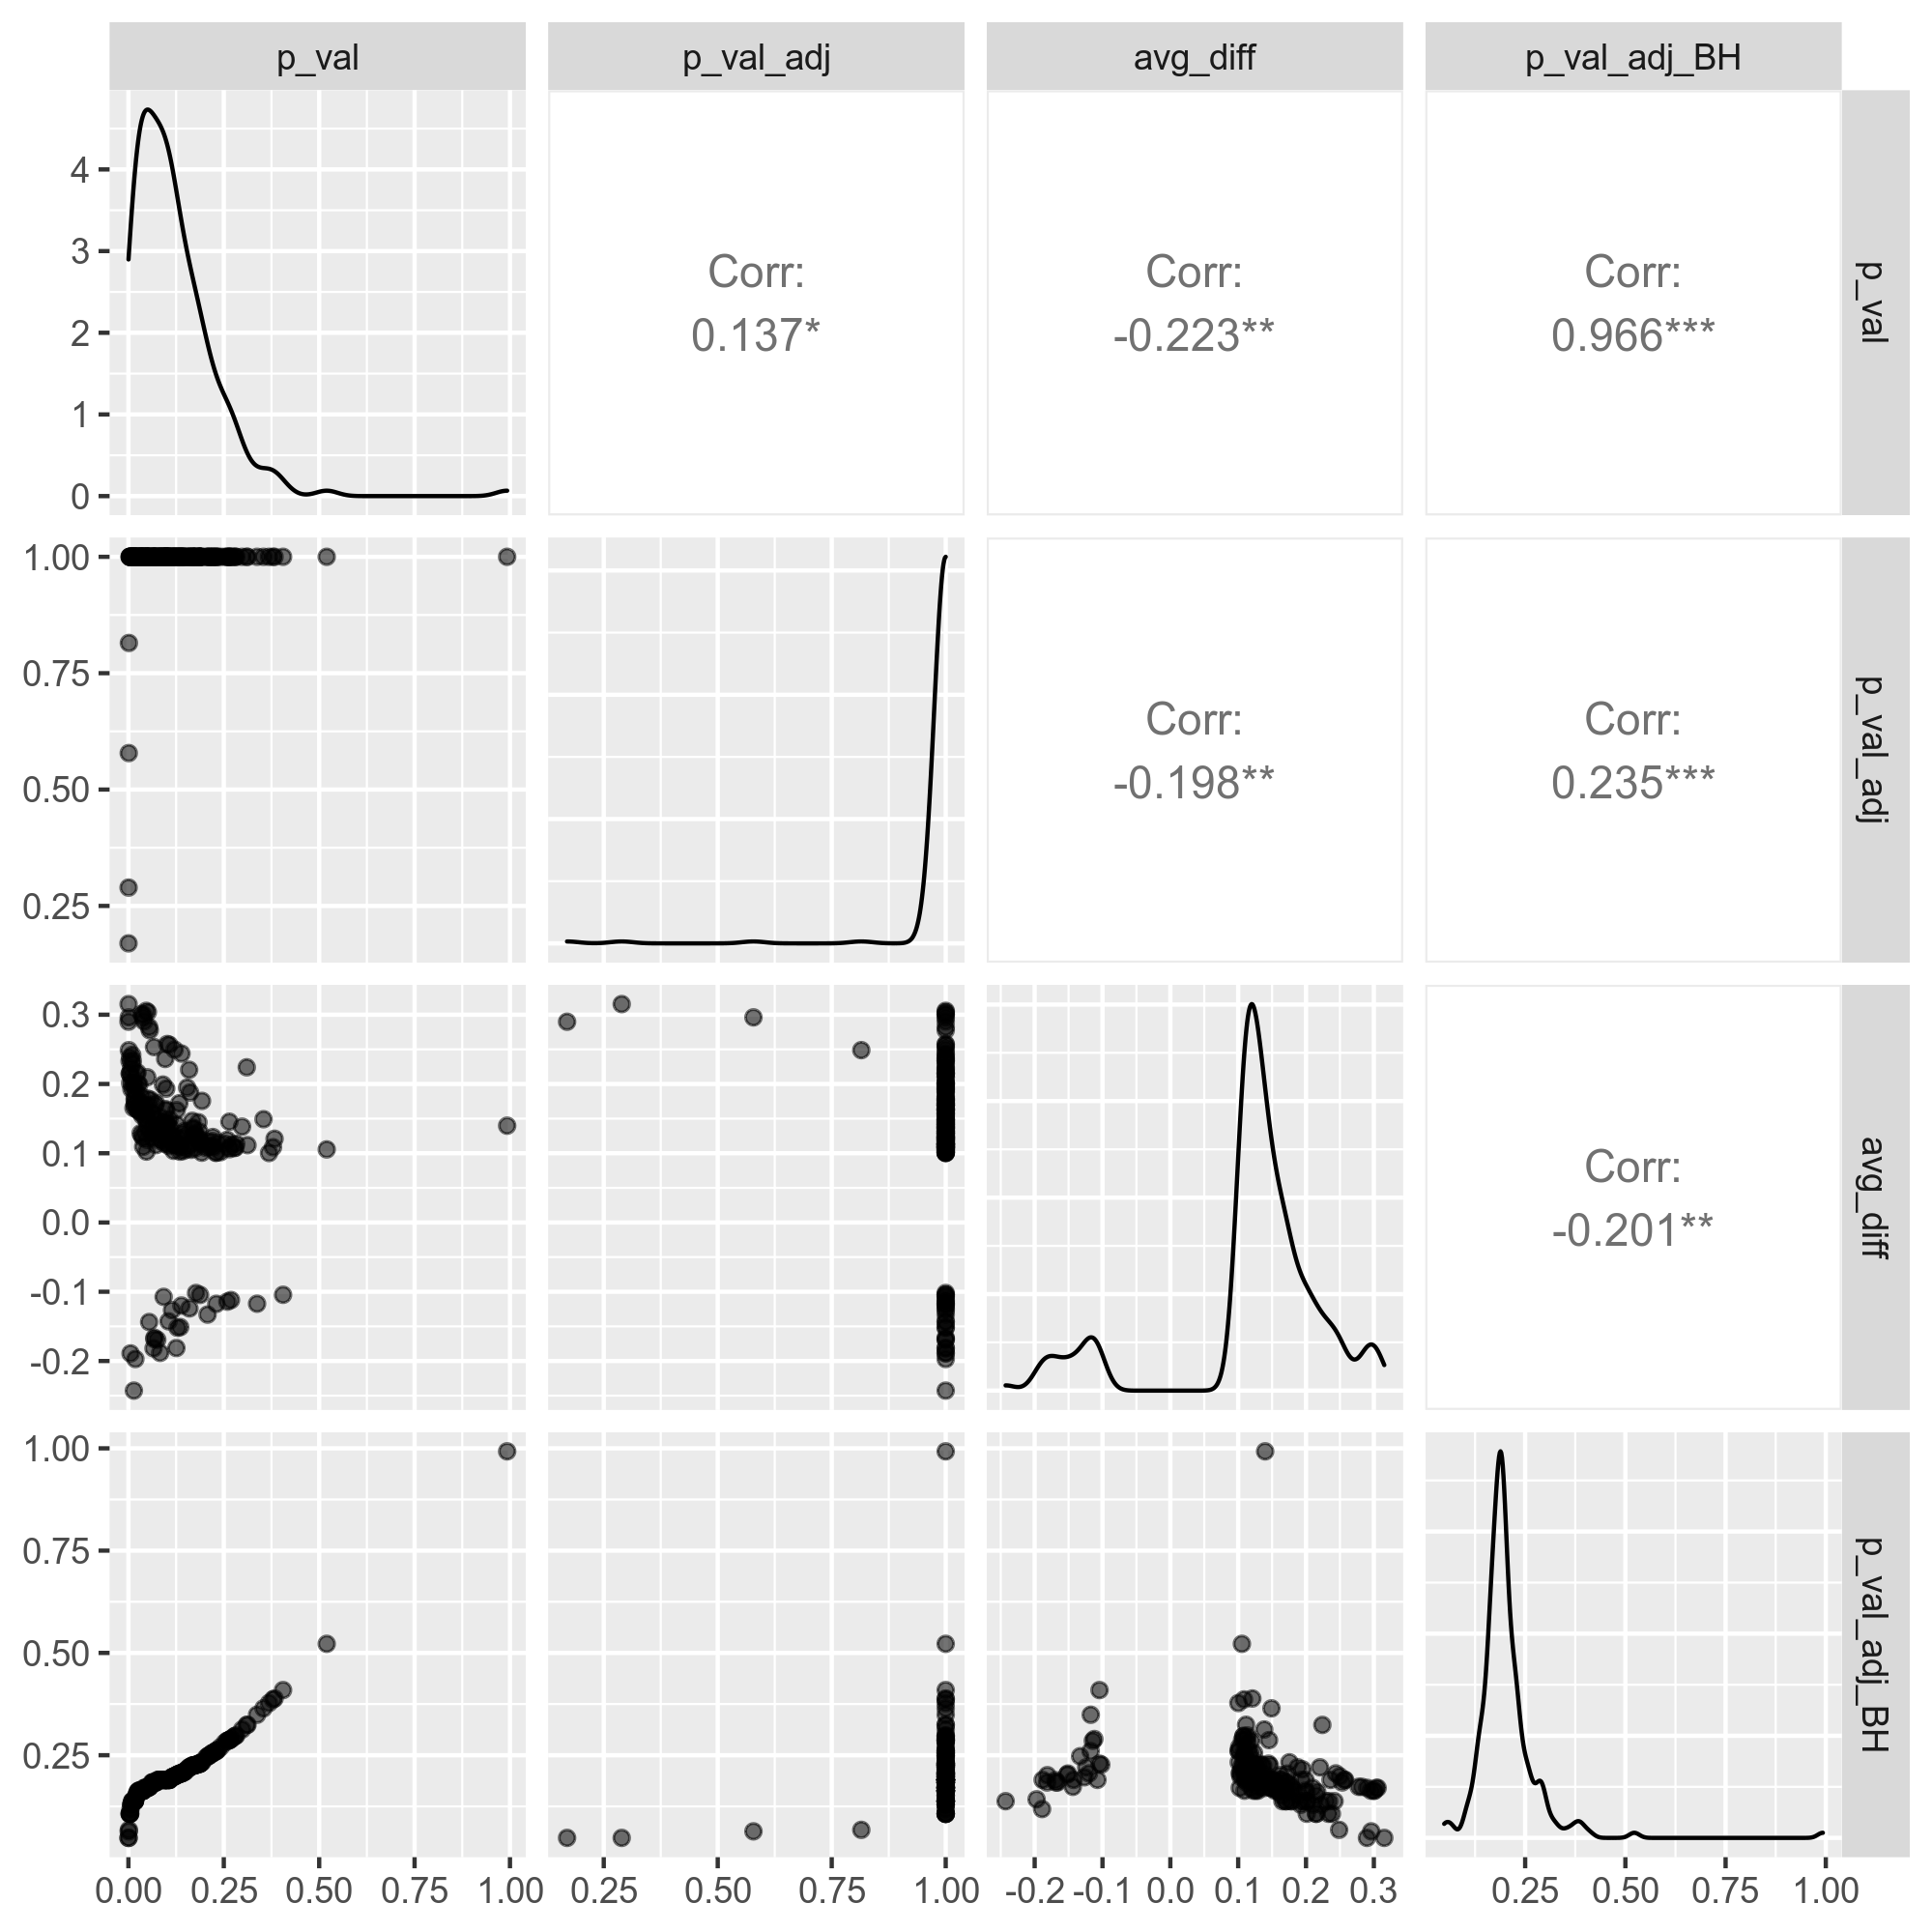 p_val
p_val_adj
avg_diff
p_val_adj_BH
4
3
2
1
0
Corr:
0.137*
Corr:
-0.223**
Corr:
0.966***
p_val
1.00
0.75
0.50
0.25
Corr:
-0.198**
Corr:
0.235***
p_val_adj
0.3
0.2
0.1
0.0
-0.1
-0.2
Corr:
-0.201**
avg_diff
1.00
0.75
0.50
0.25
p_val_adj_BH
0.00 0.25 0.50 0.75 1.00
0.25 0.50 0.75 1.00
-0.2 -0.1 0.0 0.1 0.2 0.3
0.25 0.50 0.75 1.00